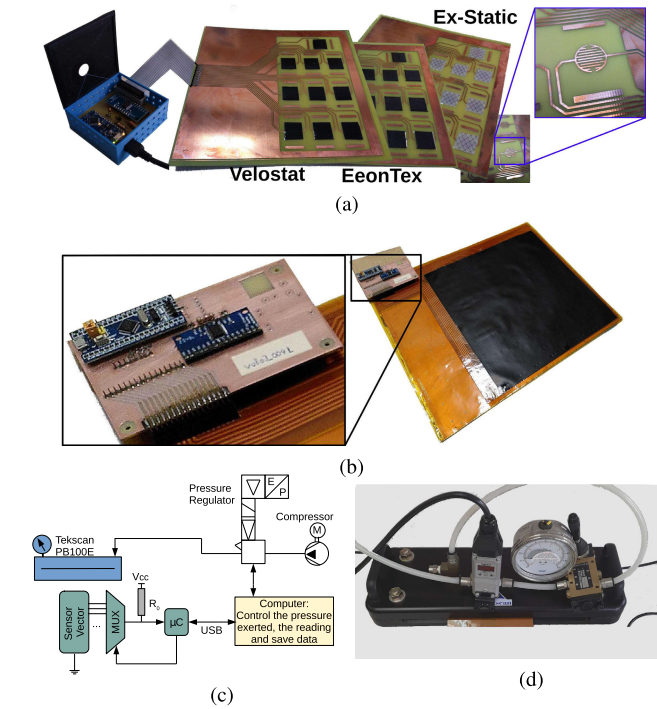 Ex-Static
Velostat
EeonTex
(a)
(b)
Pressure
Regulator
E
P
Compressor
M
Tekscan
PB100E
Vcc
R₀
Sensor
Vector
...
MUX
µC
USB
Computer:
Control the pressure
exerted, the reading
and save data
(c)
(d)